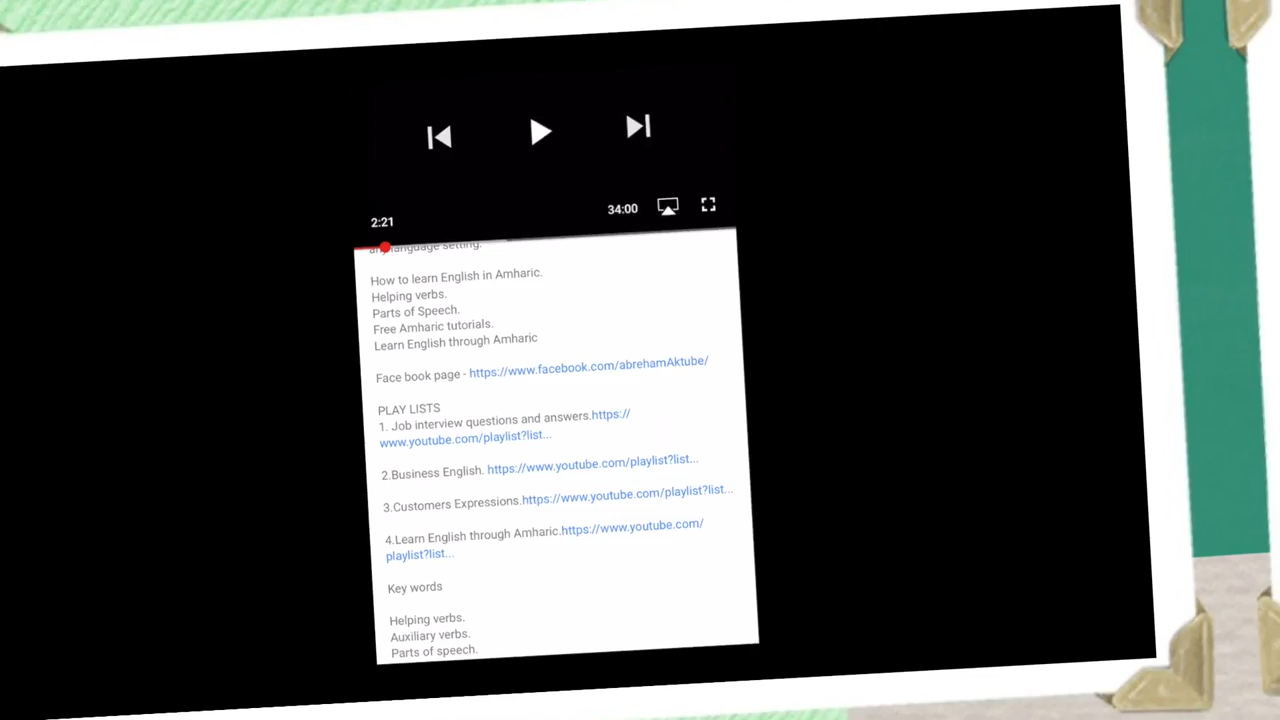 2:21
34:00
any language setting.
How to learn English in Amharic.
Helping verbs.
Parts of Speech.
Free Amharic tutorials.
Learn English through Amharic
Face book page - https://www.facebook.com/abrehamAktube/
PLAY LISTS
1. Job interview questions and answers.https://
www.youtube.com/playlist?list...
2.Business English. https://www.youtube.com/playlist?list...
3.Customers Expressions.https://www.youtube.com/playlist?list...
4.Learn English through Amharic.https://www.youtube.com/
playlist?list...
Key words
Helping verbs.
Auxiliary verbs.
Parts of speech.